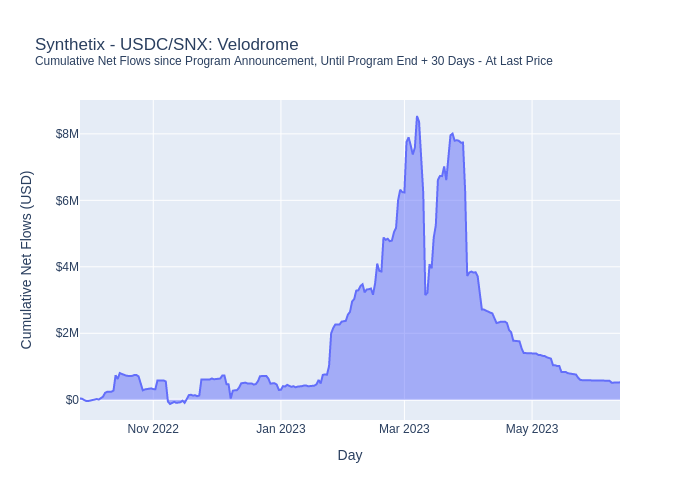 Synthetix - USDC/SNX: Velodrome
Cumulative Net Flows since Program Announcement, Until Program End + 30 Days - At Last Price
Cumulative Net Flows (USD)
$8M
$6M
$4M
$2M
$0
Nov 2022
Jan 2023
Mar 2023
May 2023
Day